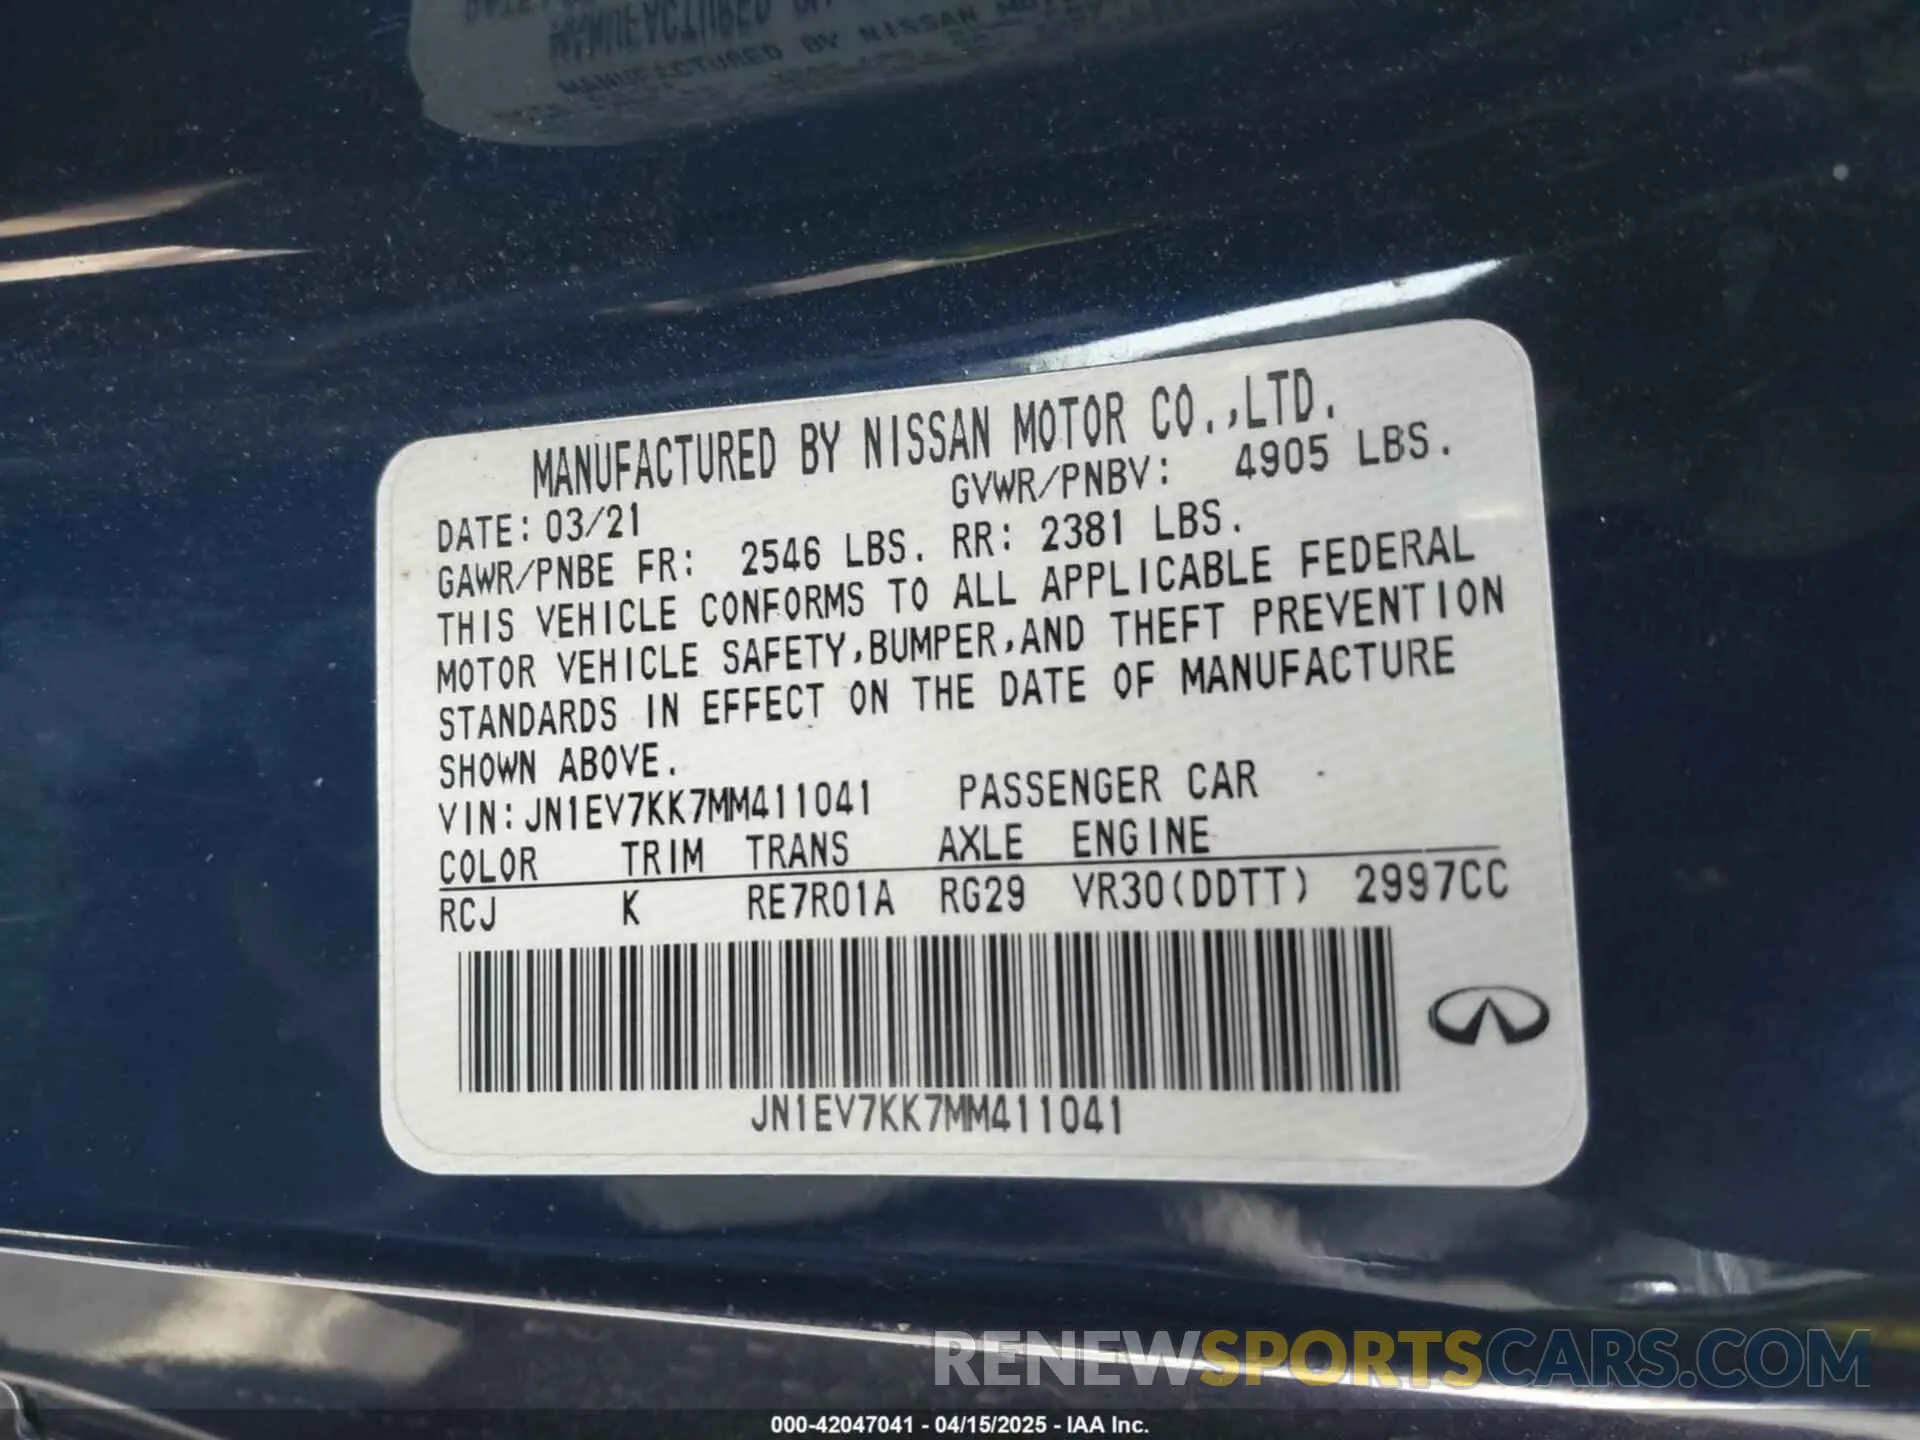 MANUFACTURED BY NISSAN MOTOR CO.,LTD.
DATE: 03/21 GVWR/PNBV: 4905 LBS.
GAWR/PNBE FR: 2546 LBS. RR: 2381 LBS.
THIS VEHICLE CONFORMS TO ALL APPLICABLE FEDERAL
MOTOR VEHICLE SAFETY,BUMPER,AND THEFT PREVENTION
STANDARDS IN EFFECT ON THE DATE OF MANUFACTURE
SHOWN ABOVE.
VIN:JN1EV7KK7MM411041 PASSENGER CAR
COLOR TRIM TRANS AXLE ENGINE
RCJ K RE7R01A RG29 VR30(DDTT) 2997CC
JN1EV7KK7MM411041
RENEWSPORTSCARS.COM
000-42047041 - 04/15/2025 - IAA Inc.